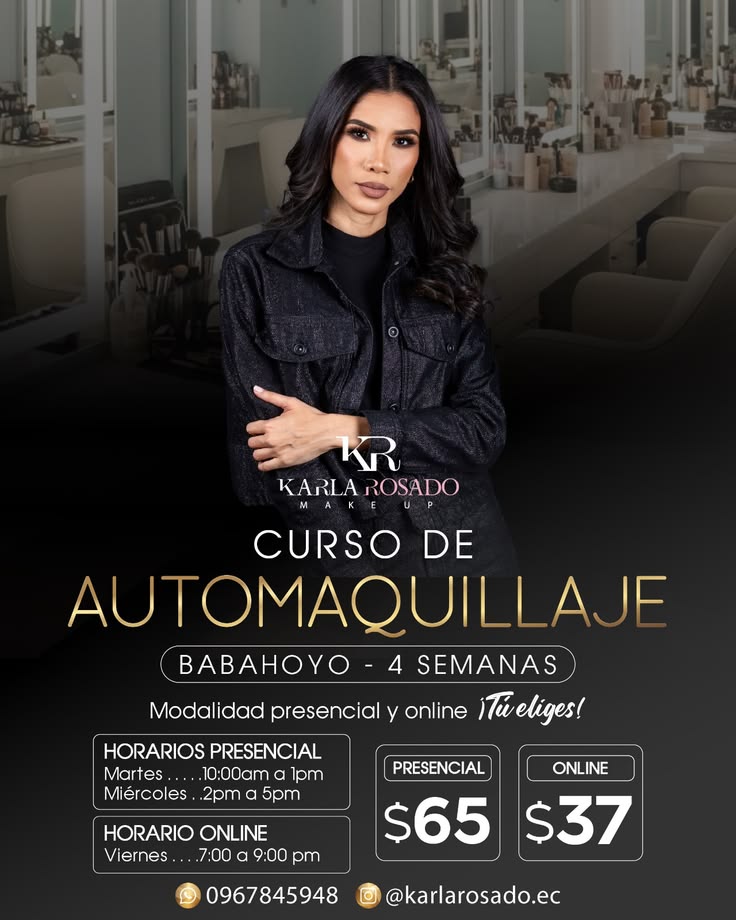 KR
KARLA ROSADO
MAKE UP
CURSO DE
AUTOMAQUILLAJE
BABAHOYO - 4 SEMANAS
Modalidad presencial y online ¡Tú eliges!
HORARIOS PRESENCIAL
Martes .....10:00am a 1pm
Miércoles ..2pm a 5pm
HORARIO ONLINE
Viernes ....7:00 a 9:00 pm
PRESENCIAL
$65
ONLINE
$37
0967845948
@karlarosado.ec